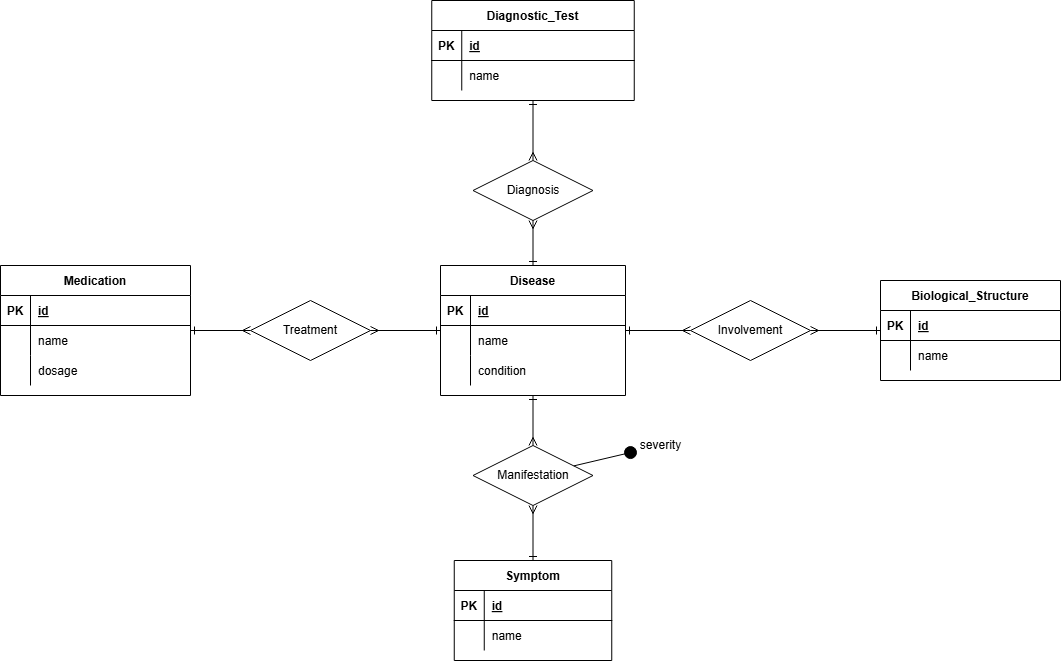 Diagnostic_Test
PK id
name
Diagnosis
Medication
PK id
name
dosage
Treatment
Disease
PK id
name
condition
Involvement
Biological_Structure
PK id
name
Manifestation
severity
Symptom
PK id
name